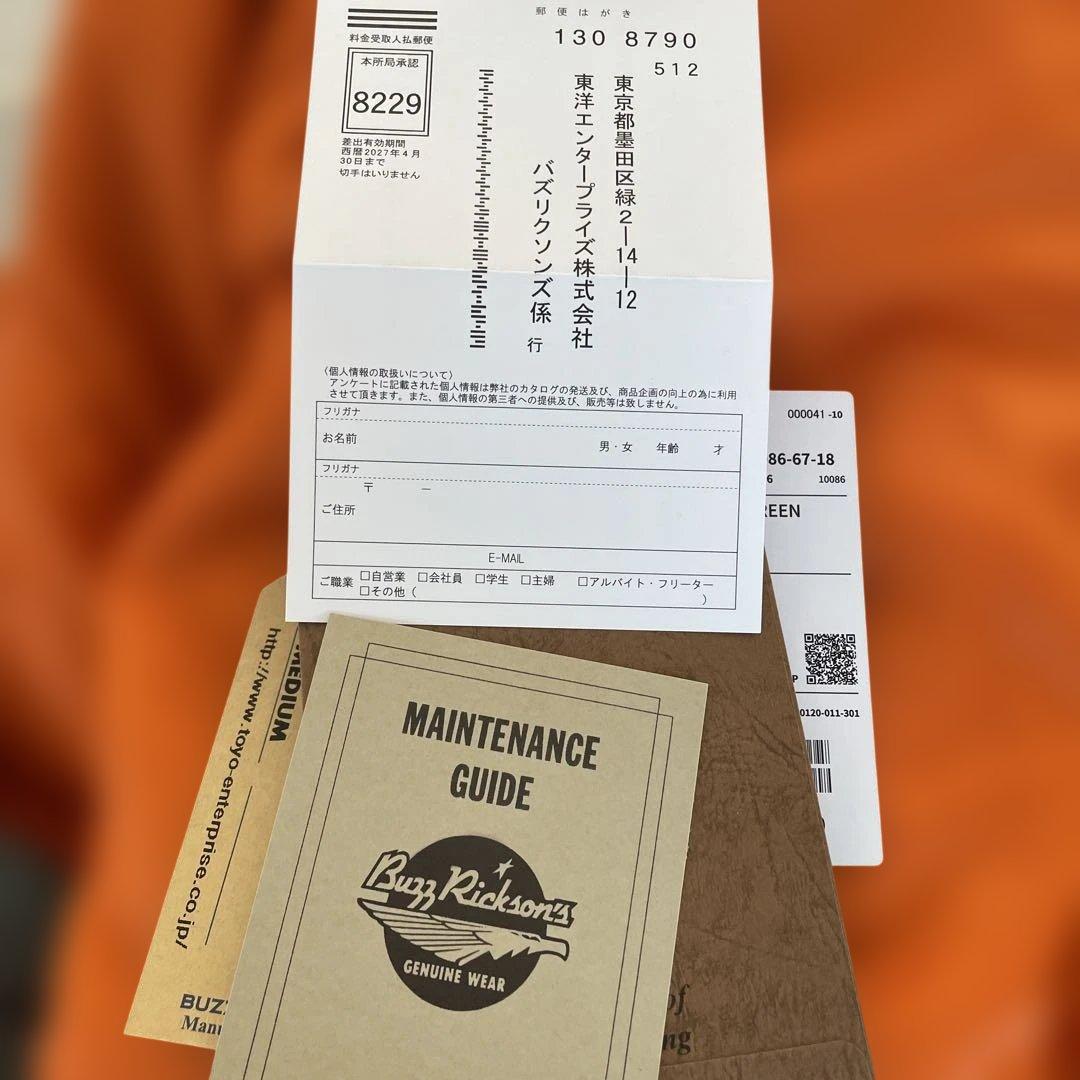 郵便はがき
料金受取人払郵便
本所局承認
8229
差出有効期間
西暦2027年4月
30日まで
切手はいりません
130 8790
512
東京都墨田区緑2—14—12
東洋エンタープライズ株式会社
バズリクソンズ係 行
〈個人情報の取扱いについて〉
アンケートに記載された個人情報は弊社のカタログの発送及び、商品企画の向上の為に利用
させて頂きます。また、個人情報の第三者への提供及び、販売等は致しません。
フリガナ
お名前 男・女 年齢 才
フリガナ
〒 ー
ご住所
E-MAIL
ご職業 □自営業 □会社員 □学生 □主婦 □アルバイト・フリーター
□その他( )
000041 -10
86-67-18
6 10086
REEN
P
0120-011-301
MEDIUM
http://www.toyo-enterprise.co.jp/
BUZ
Man
MAINTENANCE
GUIDE
Buzz Rickson's
GENUINE WEAR
of
ng